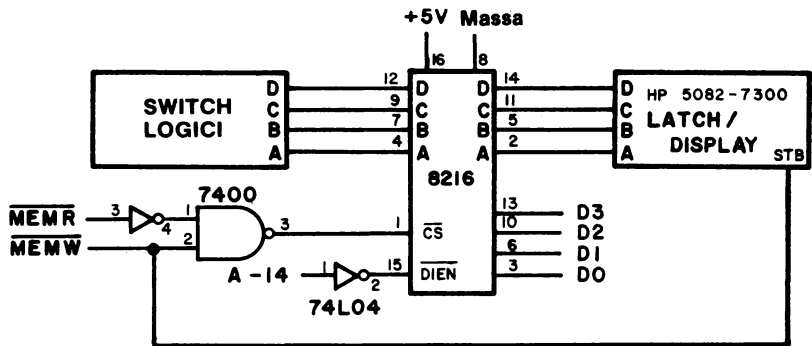 +5V Massa
16 8
SWITCH LOGICI
D 12 D 14 D
C 9 C 11 C
B 7 B 5 B
A 4 A 2 A
8216
HP 5082-7300
LATCH/
DISPLAY
STB
7400
MEMR 3 4 1
MEMW 2
3 1 CS
A-14 1 2 15 DIEN
74L04
13 D3
10 D2
6 D1
3 D0